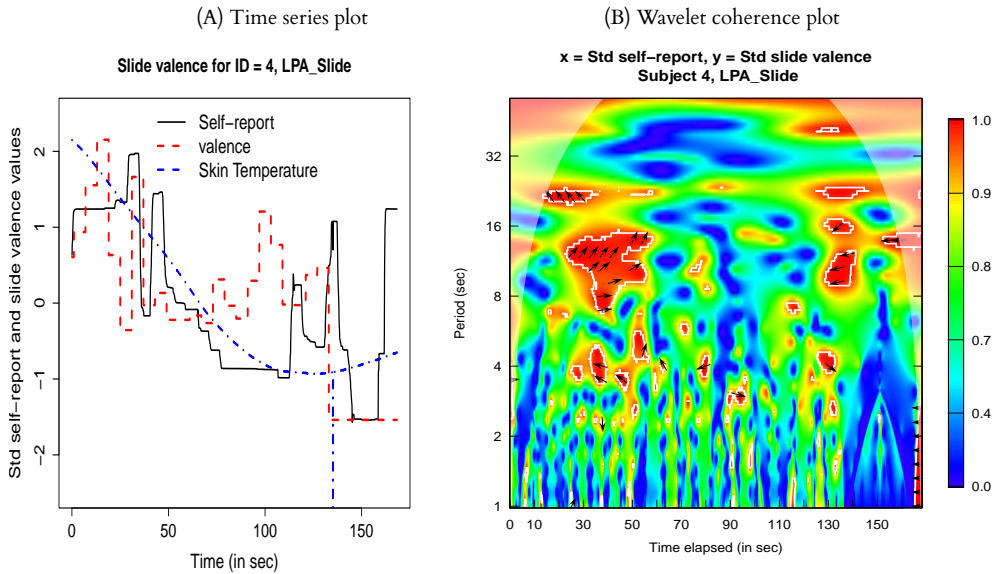 (A) Time series plot
Slide valence for ID = 4, LPA_Slide
Self-report
valence
Skin Temperature
Std self-report and slide valence values
2
1
0
−1
−2
0
50
100
150
Time (in sec)
(B) Wavelet coherence plot
x = Std self-report, y = Std slide valence
Subject 4, LPA_Slide
Period (sec)
32
16
8
4
2
1
0 10 30 50 70 90 110 130 150
Time elapsed (in sec)
1.0
0.9
0.8
0.7
0.4
0.0